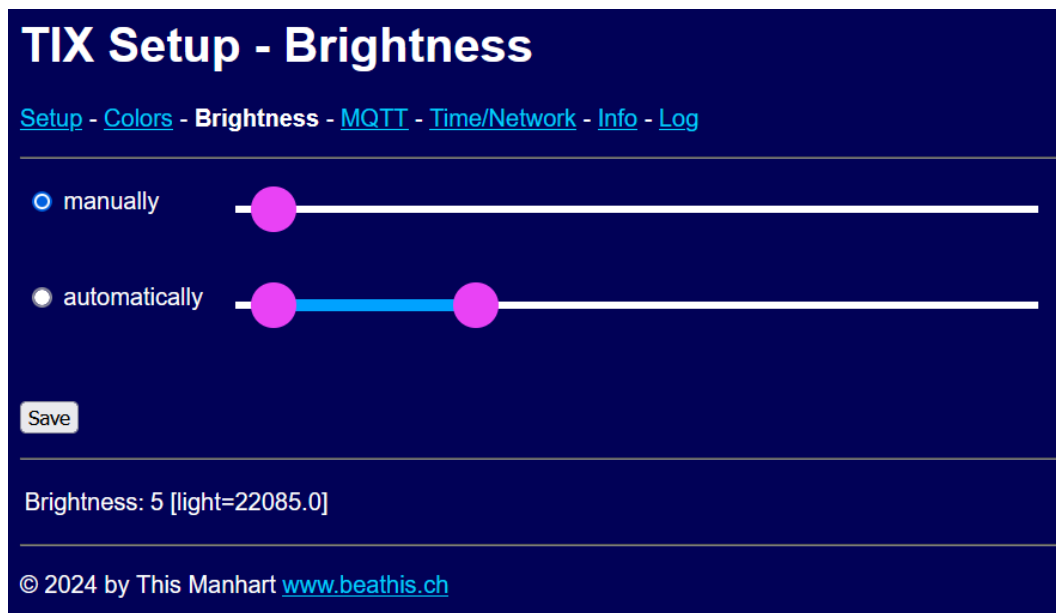 TIX Setup - Brightness
Setup - Colors - Brightness - MQTT - Time/Network - Info - Log
manually
automatically
Save
Brightness: 5 [light=22085.0]
© 2024 by This Manhart www.beathis.ch